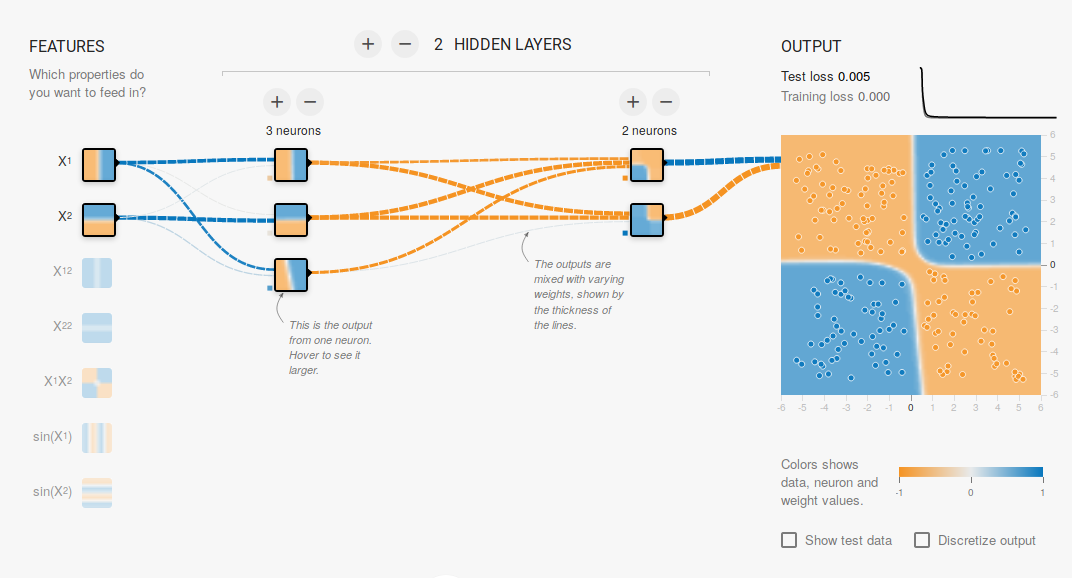 FEATURES
Which properties do
you want to feed in?
+ − 2 HIDDEN LAYERS
+ −
3 neurons
+ −
2 neurons
OUTPUT
Test loss 0.005
Training loss 0.000
X1
X2
X12
X22
X1X2
sin(X1)
sin(X2)
This is the output
from one neuron.
Hover to see it
larger.
The outputs are
mixed with varying
weights, shown by
the thickness of
the lines.
6
5
4
3
2
1
0
-1
-2
-3
-4
-5
-6
-6 -5 -4 -3 -2 -1 0 1 2 3 4 5 6
Colors shows
data, neuron and
weight values.
-1 0 1
Show test data
Discretize output